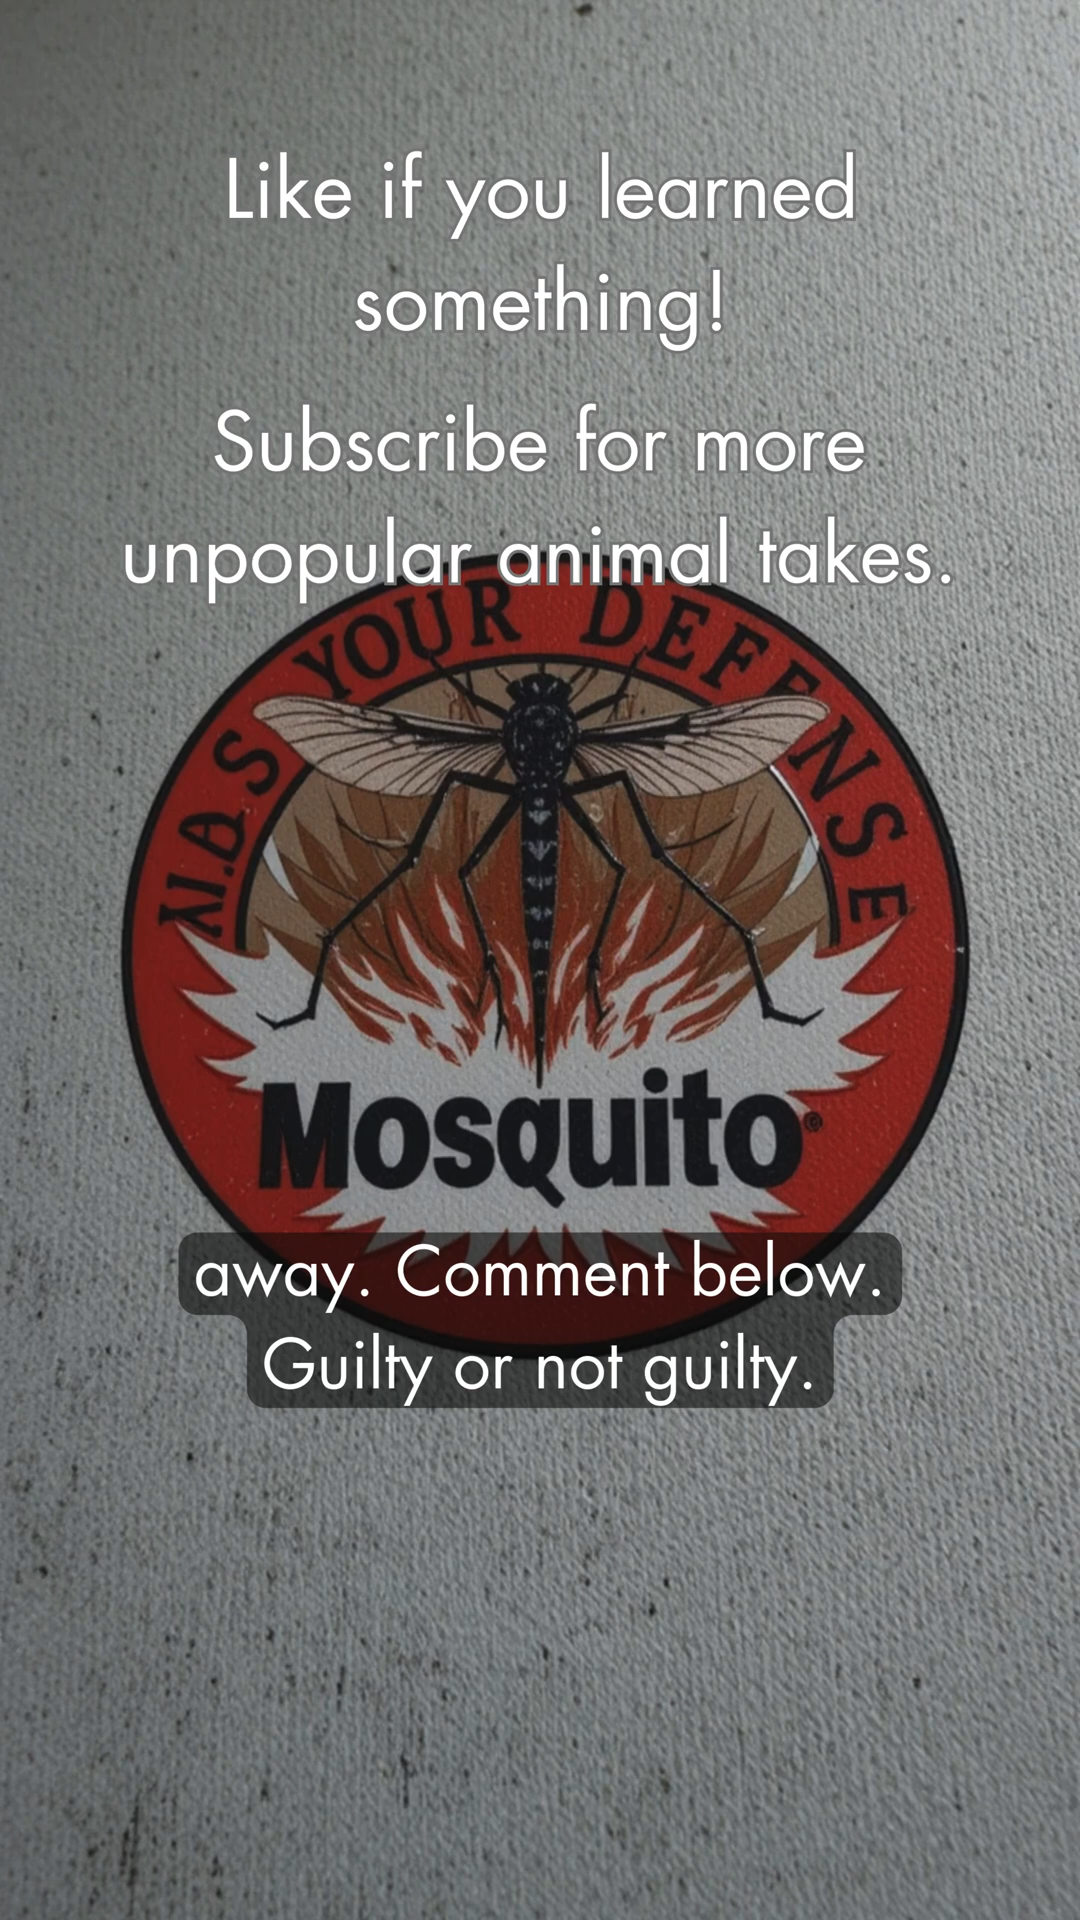 Like if you learned
something!
Subscribe for more
unpopular animal takes.
YOUR DEFENSE
Mosquito
away. Comment below.
Guilty or not guilty.